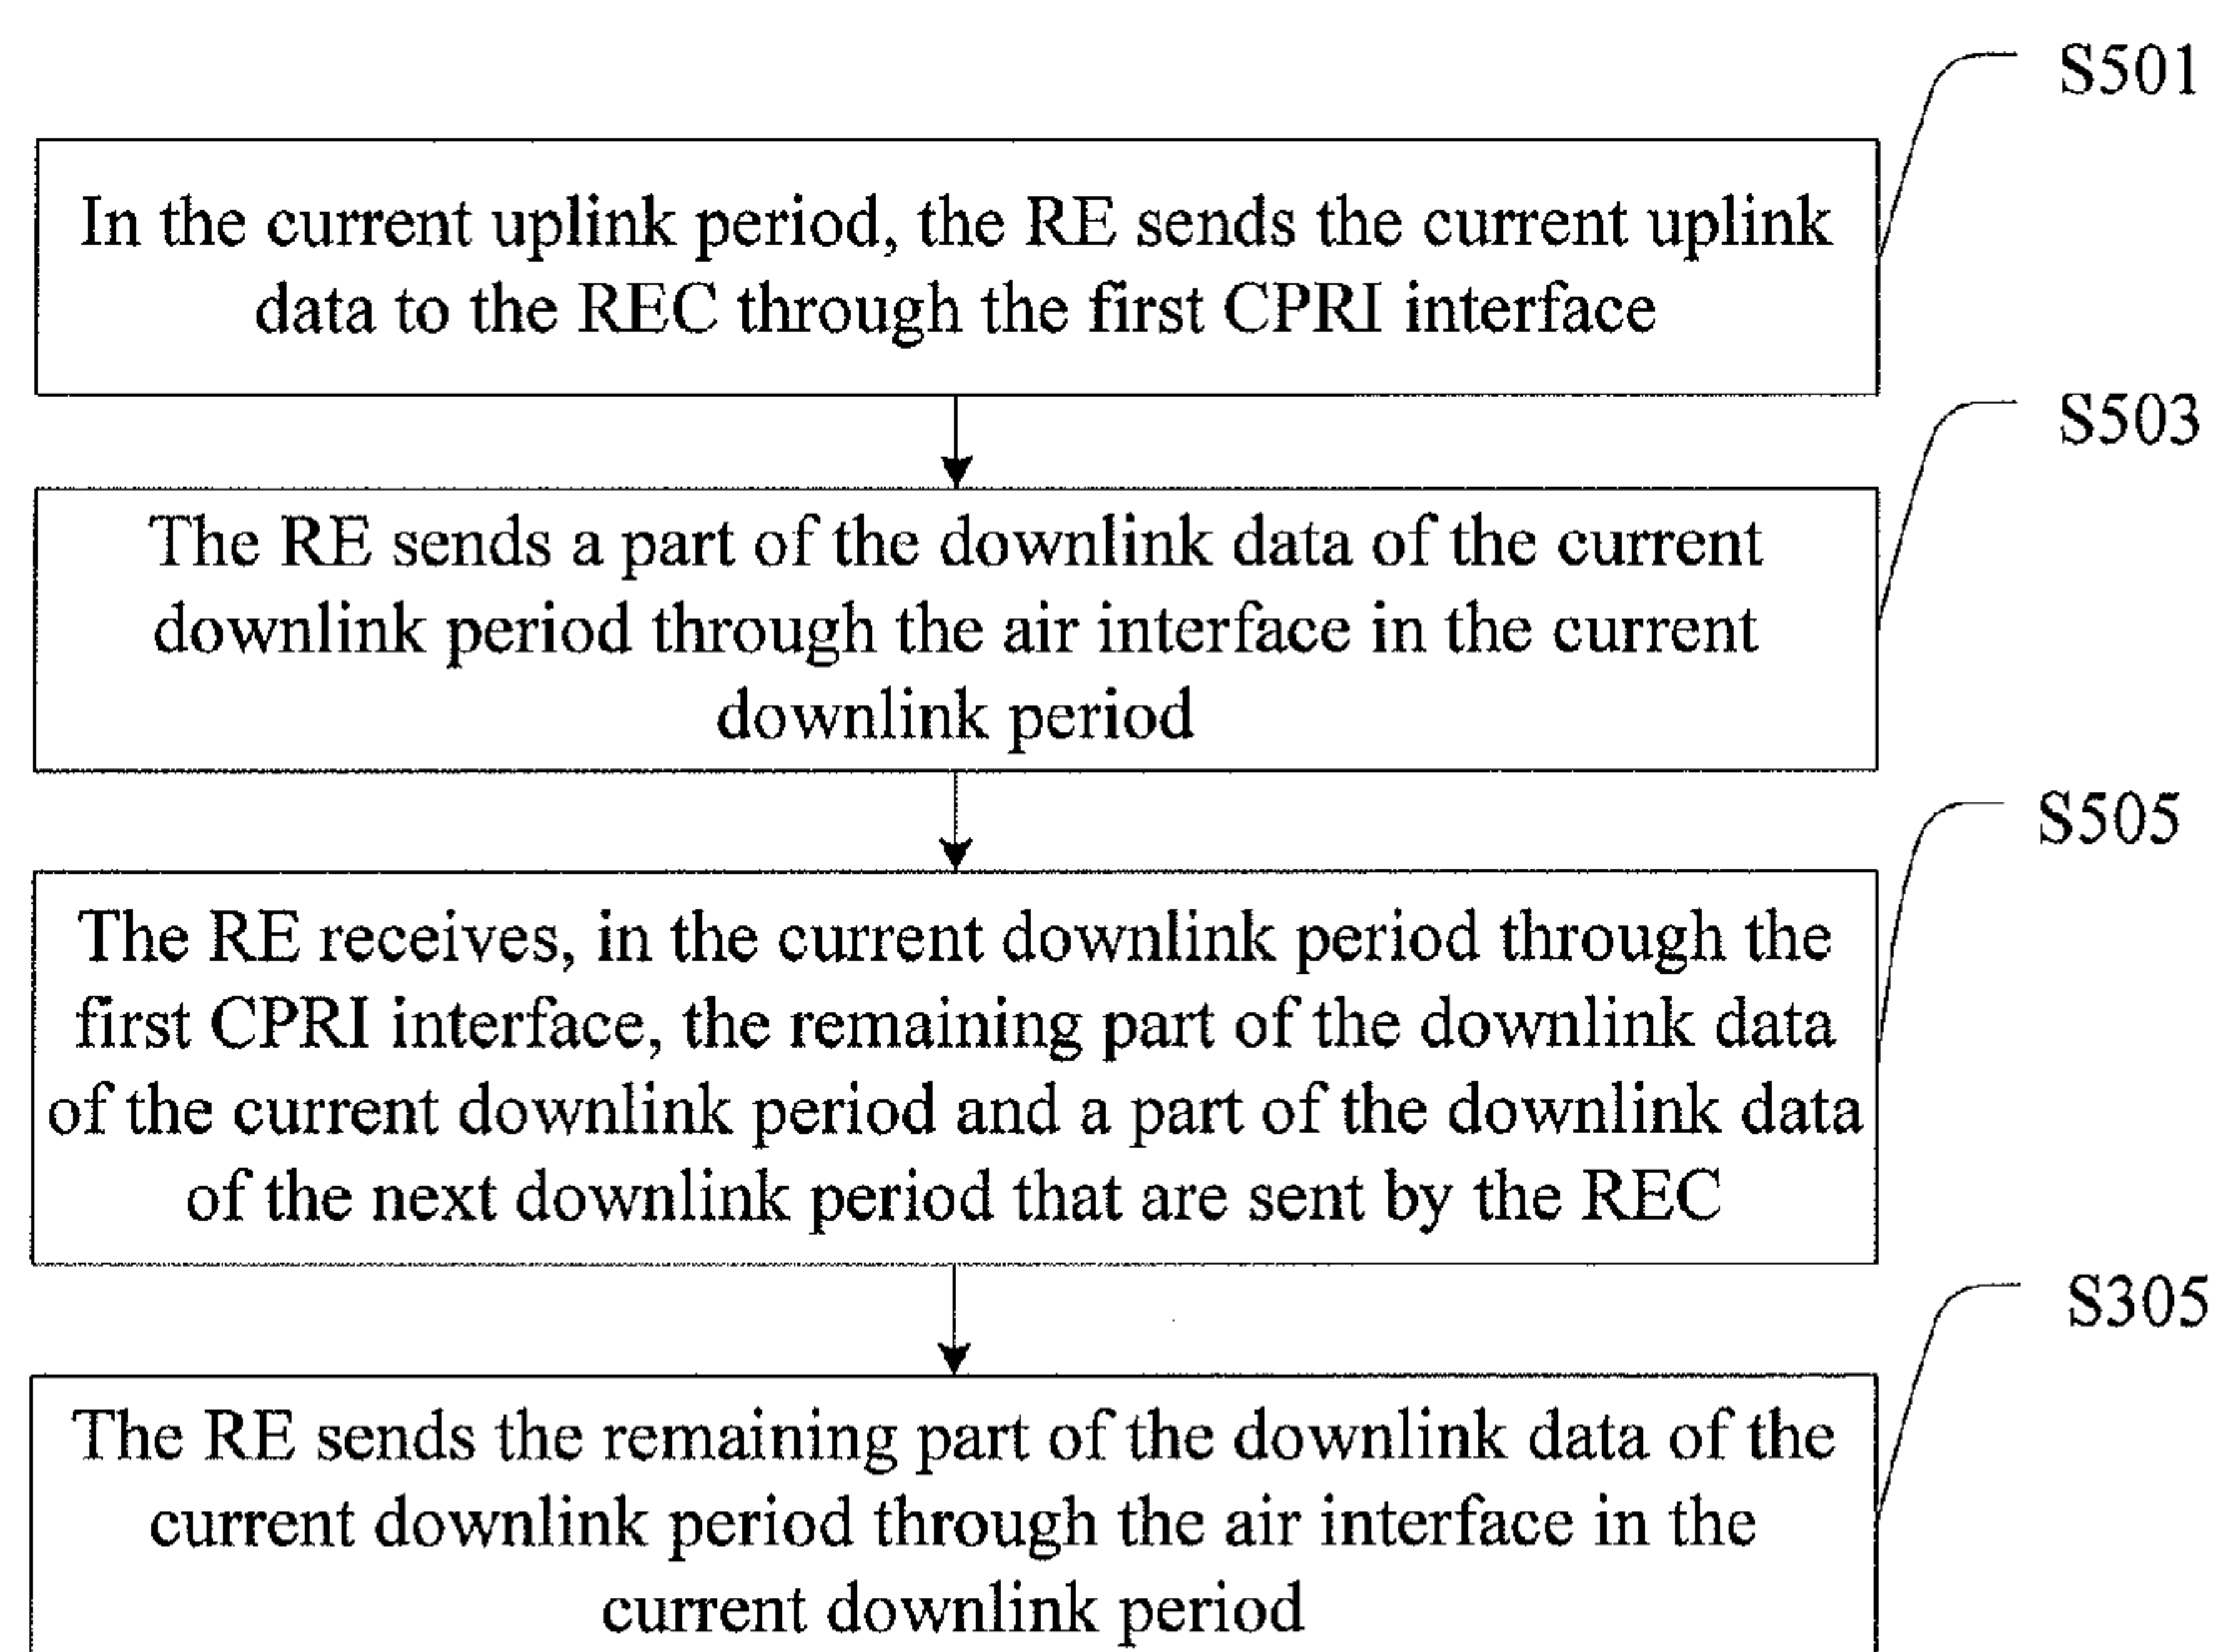 S501
In the current uplink period, the RE sends the current uplink
data to the REC through the first CPRI interface
S503
The RE sends a part of the downlink data of the current
downlink period through the air interface in the current
downlink period
S505
The RE receives, in the current downlink period through the
first CPRI interface, the remaining part of the downlink data
of the current downlink period and a part of the downlink data
of the next downlink period that are sent by the REC
S305
The RE sends the remaining part of the downlink data of the
current downlink period through the air interface in the
current downlink period